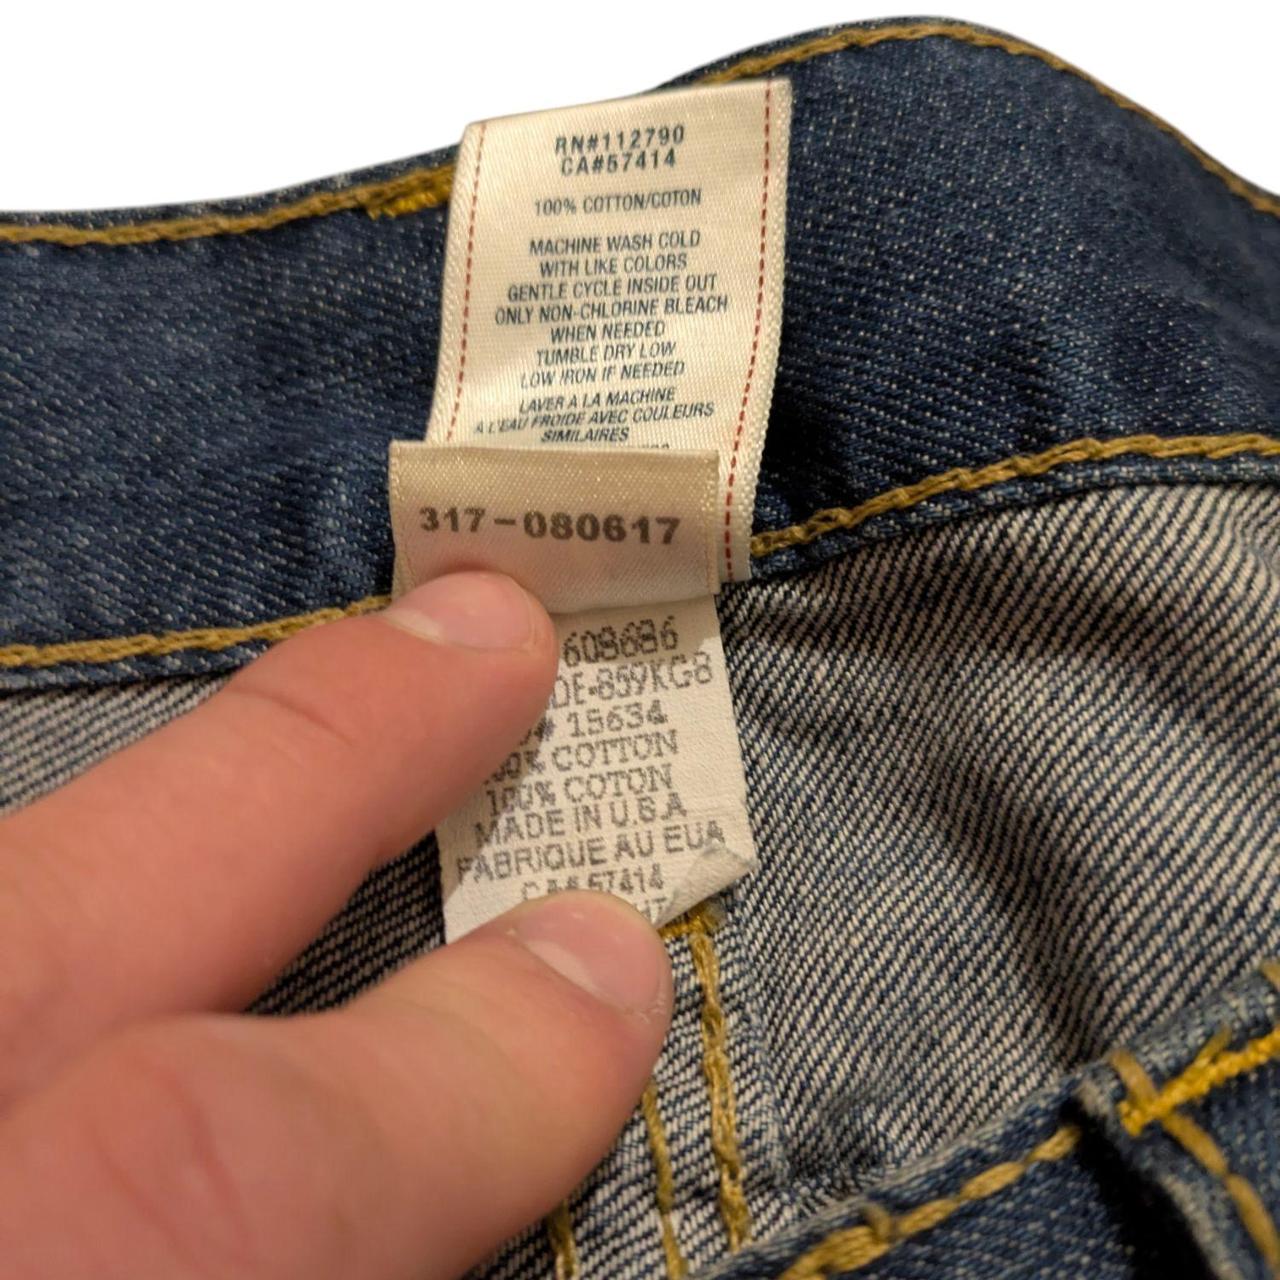 RN#112790
CA#57414
100% COTTON/COTON
MACHINE WASH COLD
WITH LIKE COLORS
GENTLE CYCLE INSIDE OUT
ONLY NON-CHLORINE BLEACH
WHEN NEEDED
TUMBLE DRY LOW
LOW IRON IF NEEDED
LAVER A LA MACHINE
A L'EAU FROIDE AVEC COULEURS
SIMILAIRES
317-080617
608686
DE-859KG8
# 15634
100% COTTON
100% COTON
MADE IN U.S.A
FABRIQUE AU EUA
CA# 57414